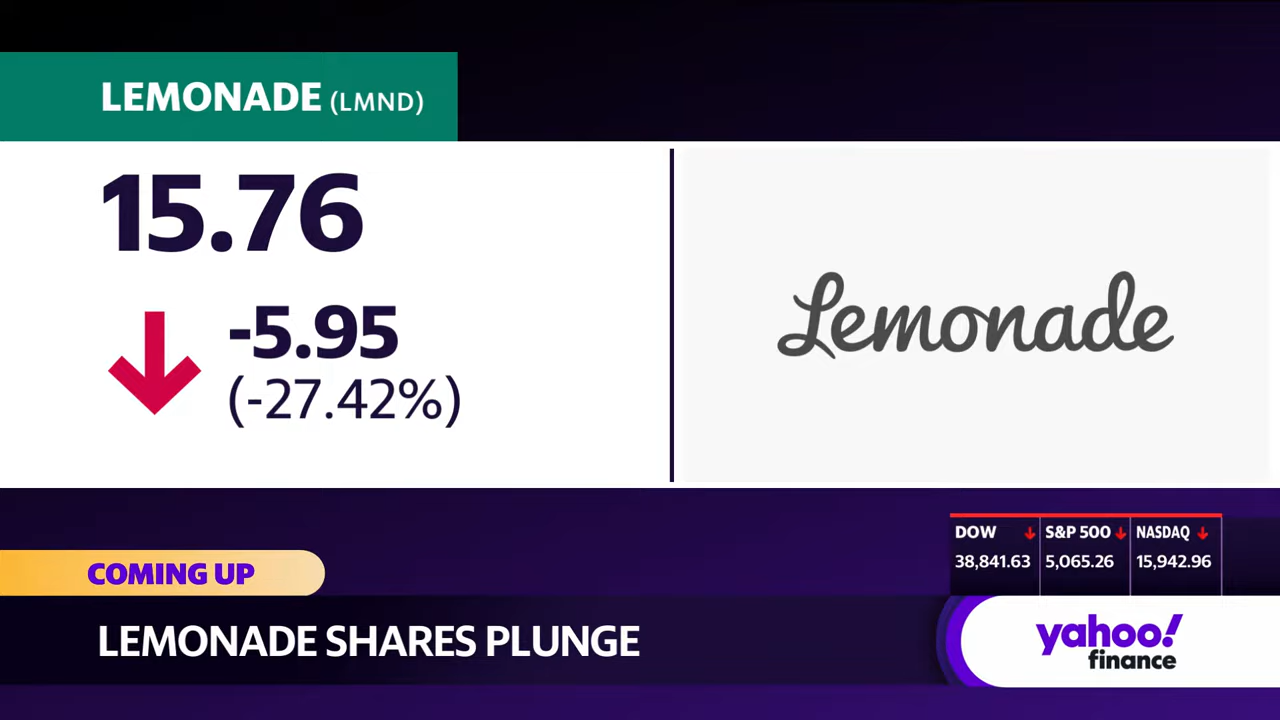 LEMONADE (LMND)
15.76
-5.95
(-27.42%)
Lemonade
DOW
38,841.63
S&P 500
5,065.26
NASDAQ
15,942.96
COMING UP
LEMONADE SHARES PLUNGE
yahoo!
finance